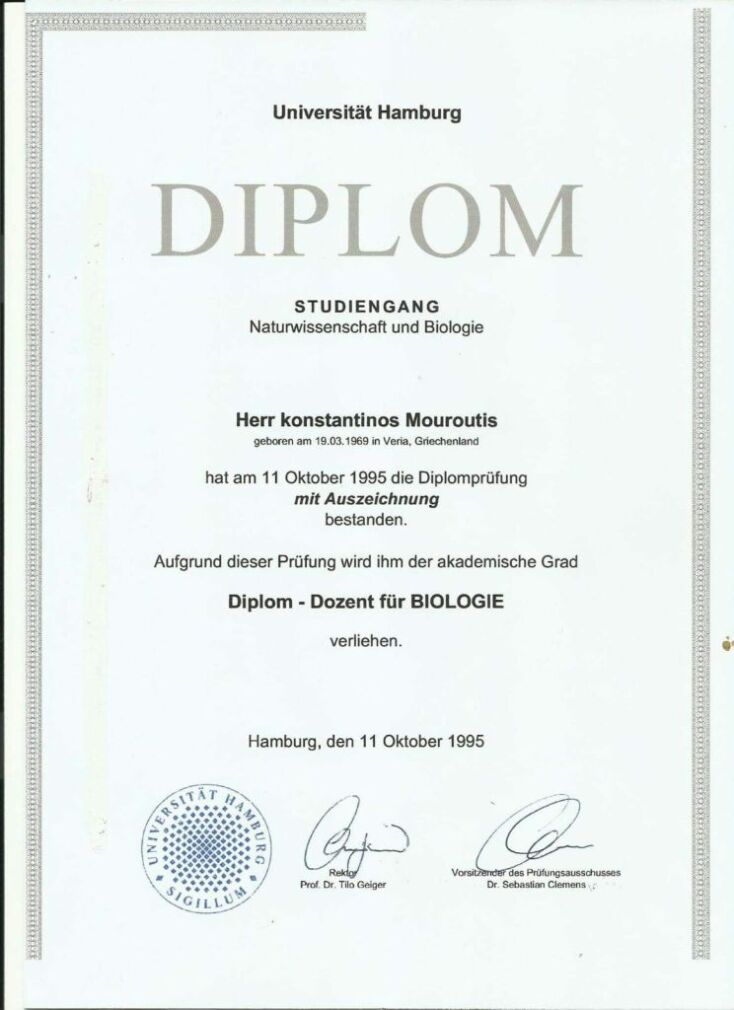 Universität Hamburg
DIPLOM
STUDIENGANG
Naturwissenschaft und Biologie
Herr konstantinos Mouroutis
geboren am 19.03.1969 in Veria, Griechenland
hat am 11 Oktober 1995 die Diplomprüfung
mit Auszeichnung
bestanden.
Aufgrund dieser Prüfung wird ihm der akademische Grad
Diplom - Dozent für BIOLOGIE
verliehen.
Hamburg, den 11 Oktober 1995
UNIVERSITÄT HAMBURG
SIGILLUM
Rektor
Prof. Dr. Tilo Geiger
Vorsitzender des Prüfungsausschusses
Dr. Sebastian Clemens